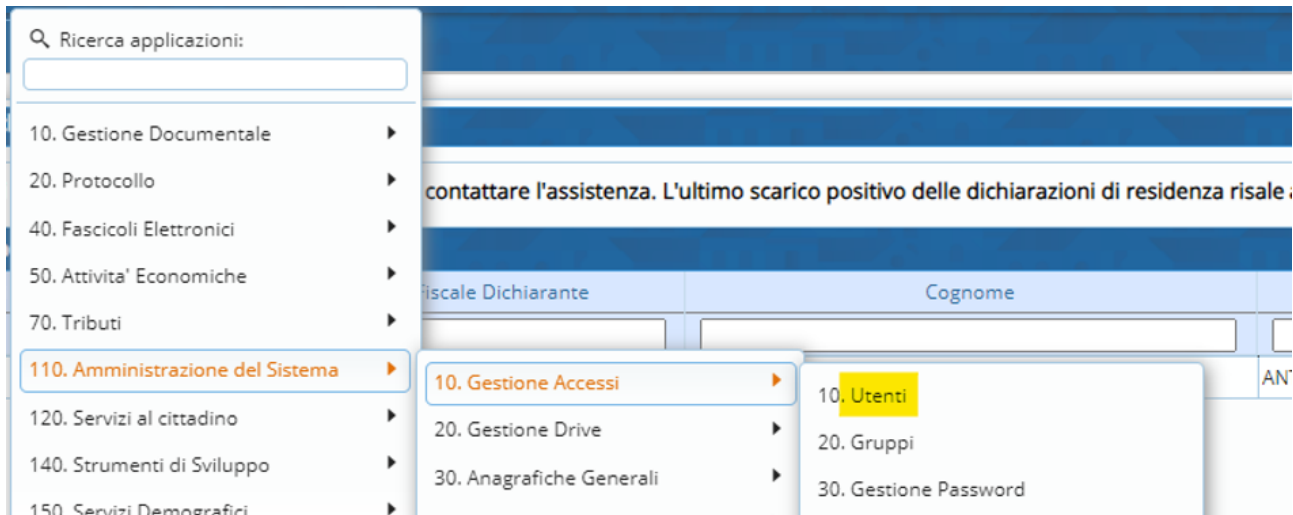 Ricerca applicazioni:
10. Gestione Documentale
20. Protocollo
40. Fascicoli Elettronici
50. Attivita' Economiche
70. Tributi
110. Amministrazione del Sistema
120. Servizi al cittadino
140. Strumenti di Sviluppo
150. Servizi Demografici
contattare l'assistenza. L'ultimo scarico positivo delle dichiarazioni di residenza risale
Fiscale Dichiarante
Cognome
10. Gestione Accessi
20. Gestione Drive
30. Anagrafiche Generali
10. Utenti
20. Gruppi
30. Gestione Password